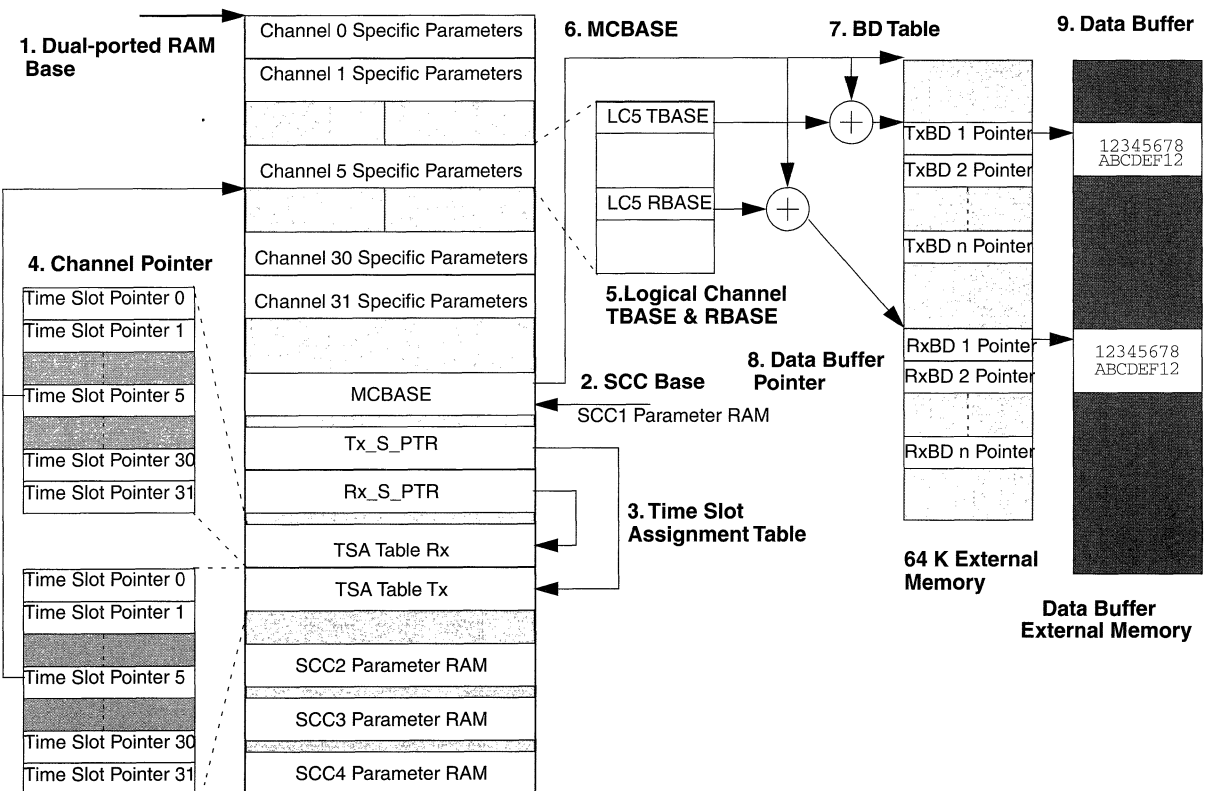 1. Dual-ported RAM
Base
Channel 0 Specific Parameters
Channel 1 Specific Parameters
Channel 5 Specific Parameters
Channel 30 Specific Parameters
Channel 31 Specific Parameters
MCBASE
Tx_S_PTR
Rx_S_PTR
TSA Table Rx
TSA Table Tx
SCC2 Parameter RAM
SCC3 Parameter RAM
SCC4 Parameter RAM
4. Channel Pointer
Time Slot Pointer 0
Time Slot Pointer 1
Time Slot Pointer 5
Time Slot Pointer 30
Time Slot Pointer 31
Time Slot Pointer 0
Time Slot Pointer 1
Time Slot Pointer 5
Time Slot Pointer 30
Time Slot Pointer 31
6. MCBASE
LC5 TBASE
LC5 RBASE
5.Logical Channel
TBASE & RBASE
2. SCC Base
SCC1 Parameter RAM
3. Time Slot
Assignment Table
7. BD Table
TxBD 1 Pointer
TxBD 2 Pointer
TxBD n Pointer
RxBD 1 Pointer
RxBD 2 Pointer
RxBD n Pointer
8. Data Buffer
Pointer
64 K External
Memory
9. Data Buffer
12345678
ABCDEF12
12345678
ABCDEF12
Data Buffer
External Memory